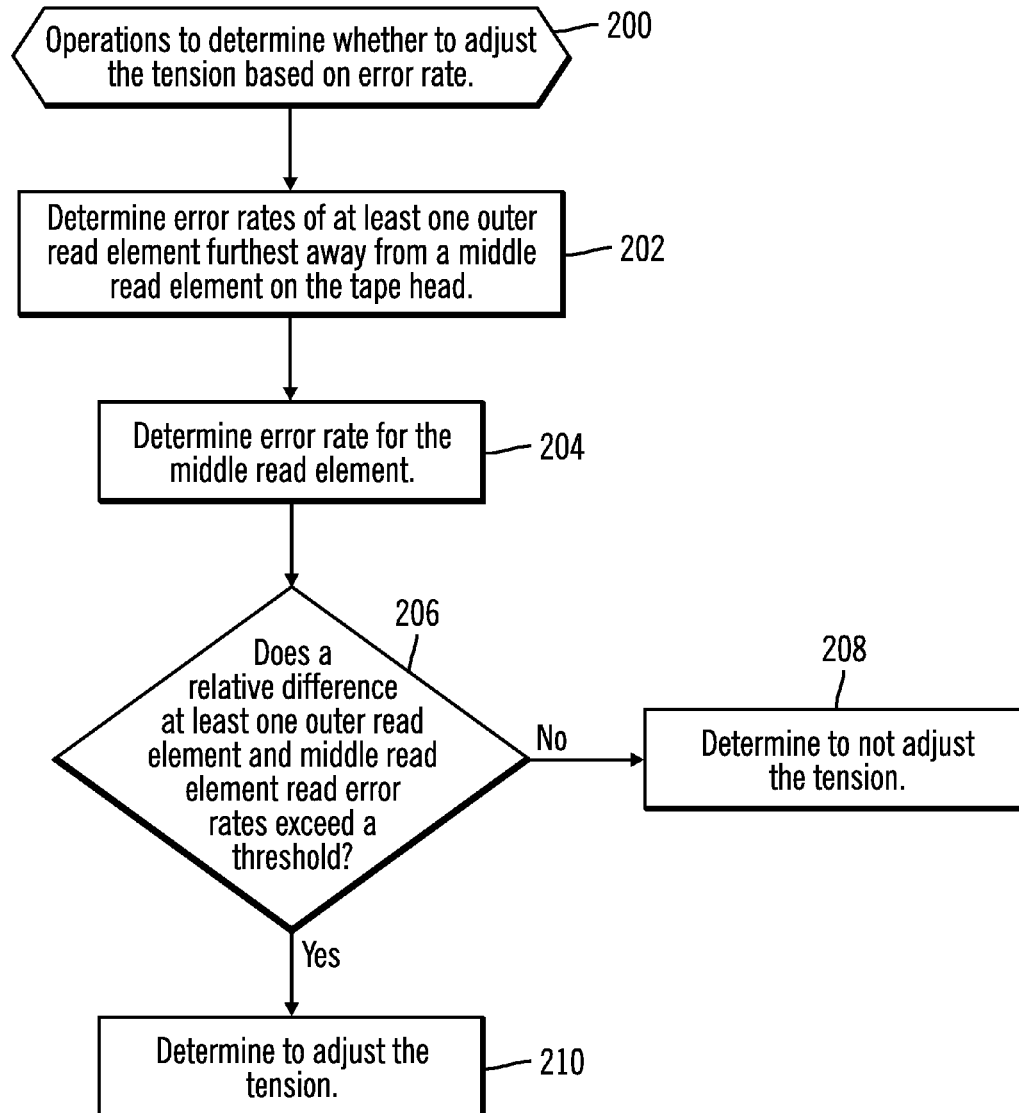 Operations to determine whether to adjust
the tension based on error rate.
200
Determine error rates of at least one outer
read element furthest away from a middle
read element on the tape head.
202
Determine error rate for the
middle read element.
204
206
Does a
relative difference
at least one outer read
element and middle read
element read error
rates exceed a
threshold?
No
208
Determine to not adjust
the tension.
Yes
Determine to adjust the
tension.
210